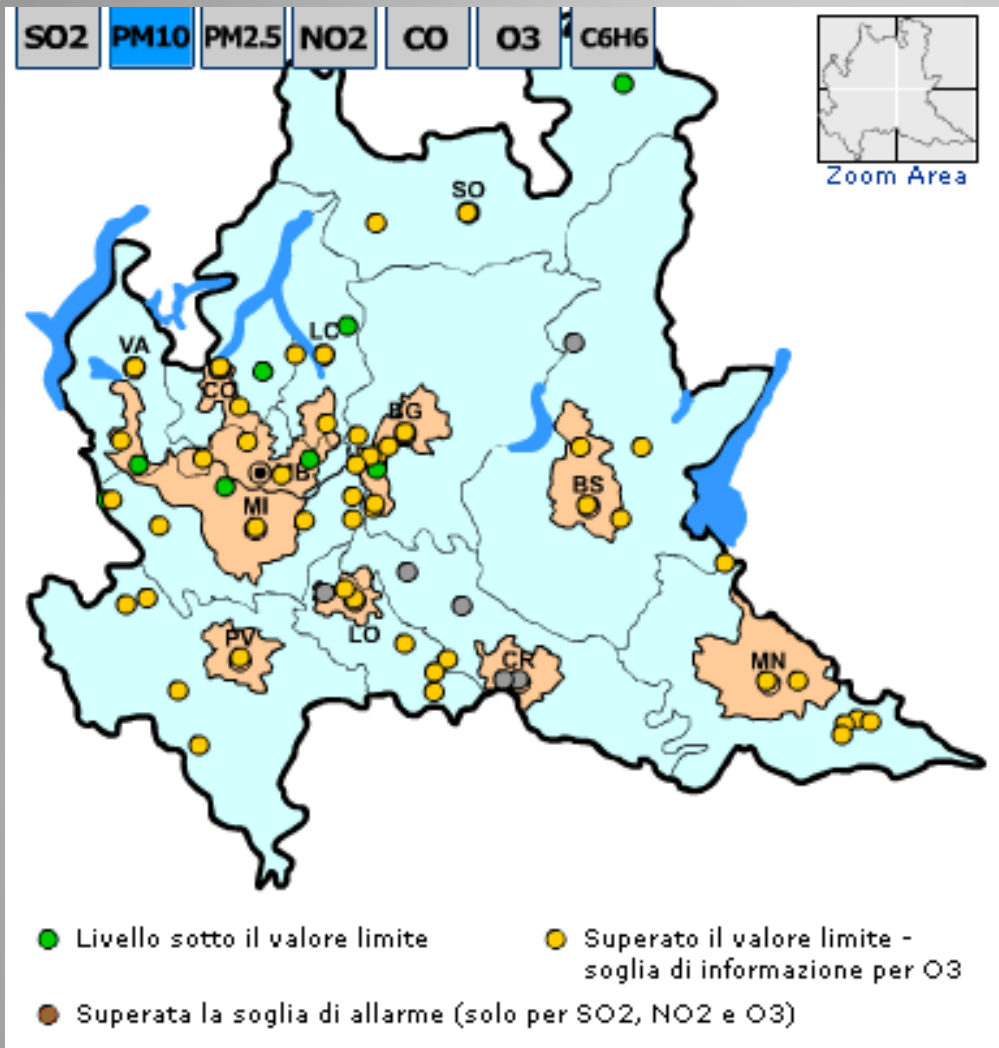 SO2 PM10 PM2.5 NO2 CO O3 C6H6
Zoom Area
SO
LC
VA
CO
BG
MB
BS
MI
LO
PV
CR
MN
Livello sotto il valore limite
Superato il valore limite -
soglia di informazione per O3
Superata la soglia di allarme (solo per SO2, NO2 e O3)